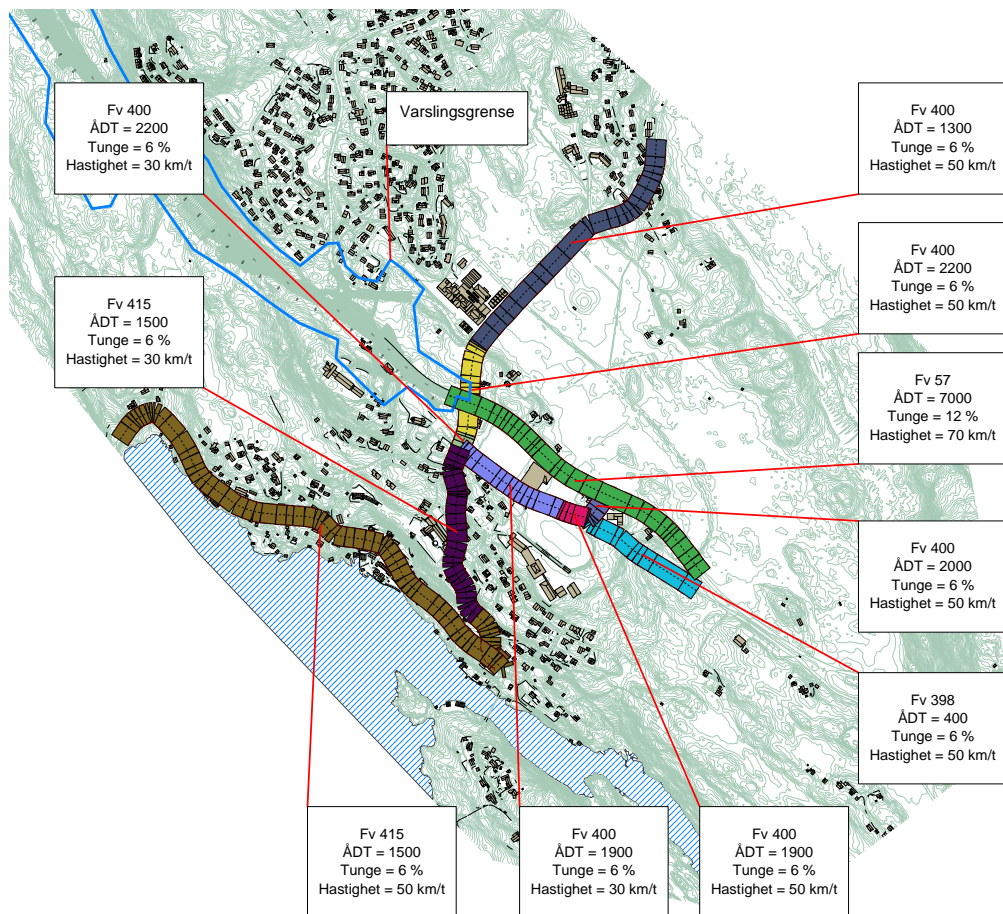 Fv 400
ÅDT = 2200
Tunge = 6 %
Hastighet = 30 km/t
Varslingsgrense
Fv 400
ÅDT = 1300
Tunge = 6 %
Hastighet = 50 km/t
Fv 400
ÅDT = 2200
Tunge = 6 %
Hastighet = 50 km/t
Fv 415
ÅDT = 1500
Tunge = 6 %
Hastighet = 30 km/t
Fv 57
ÅDT = 7000
Tunge = 12 %
Hastighet = 70 km/t
Fv 400
ÅDT = 2000
Tunge = 6 %
Hastighet = 50 km/t
Fv 398
ÅDT = 400
Tunge = 6 %
Hastighet = 50 km/t
Fv 415
ÅDT = 1500
Tunge = 6 %
Hastighet = 50 km/t
Fv 400
ÅDT = 1900
Tunge = 6 %
Hastighet = 30 km/t
Fv 400
ÅDT = 1900
Tunge = 6 %
Hastighet = 50 km/t